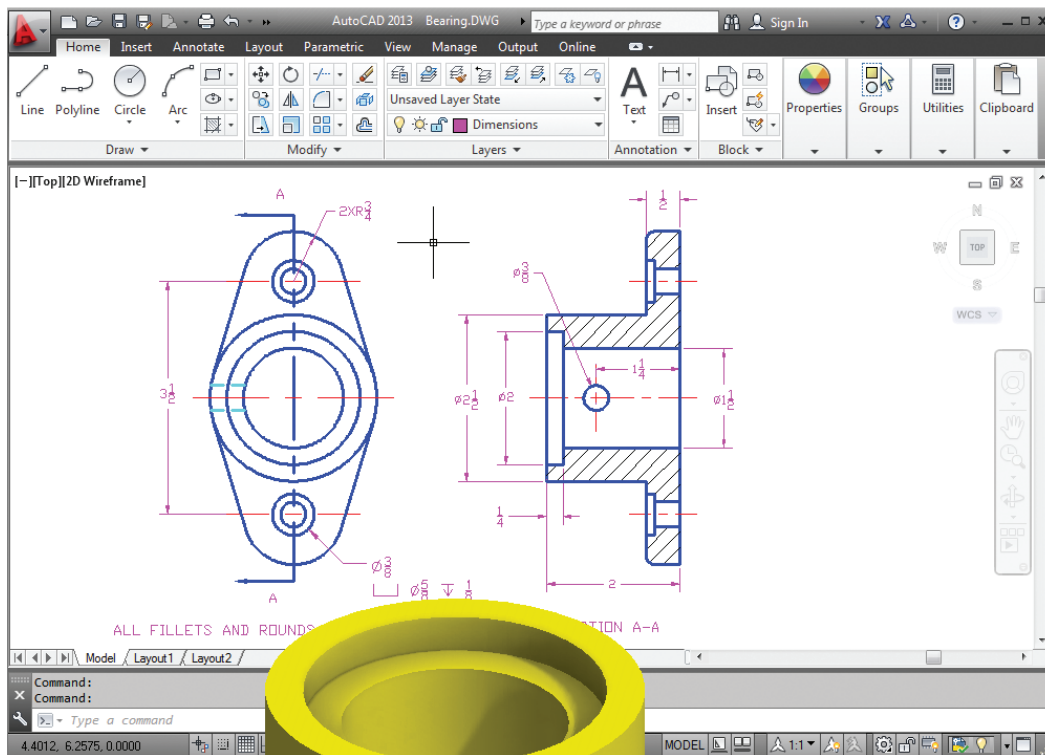 AutoCAD 2013 Bearing.DWG Type a keyword or phrase Sign In
Home Insert Annotate Layout Parametric View Manage Output Online
Line Polyline Circle Arc
Unsaved Layer State
Dimensions
Text Insert Properties Groups Utilities Clipboard
Draw Modify Layers Annotation Block
[−][Top][2D Wireframe]
A
2XR3/4
1/2
N
W TOP E
S
WCS
Ø3/8
3 1/2
Ø2 1/2
Ø2
1 1/4
Ø1 1/2
1/4
2
Ø3/8
⌴ Ø5/8 ↧ 1/8
A
ALL FILLETS AND ROUNDS
TION A-A
Model Layout1 Layout2
Command:
Command:
Type a command
4.4012, 6.2575, 0.0000 MODEL 1:1